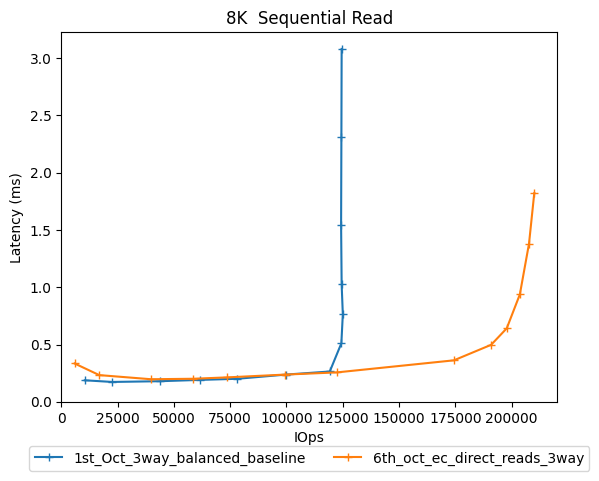 8K  Sequential Read
Latency (ms)
3.0
2.5
2.0
1.5
1.0
0.5
0.0
0 25000 50000 75000 100000 125000 150000 175000 200000
IOps
1st_Oct_3way_balanced_baseline 6th_oct_ec_direct_reads_3way